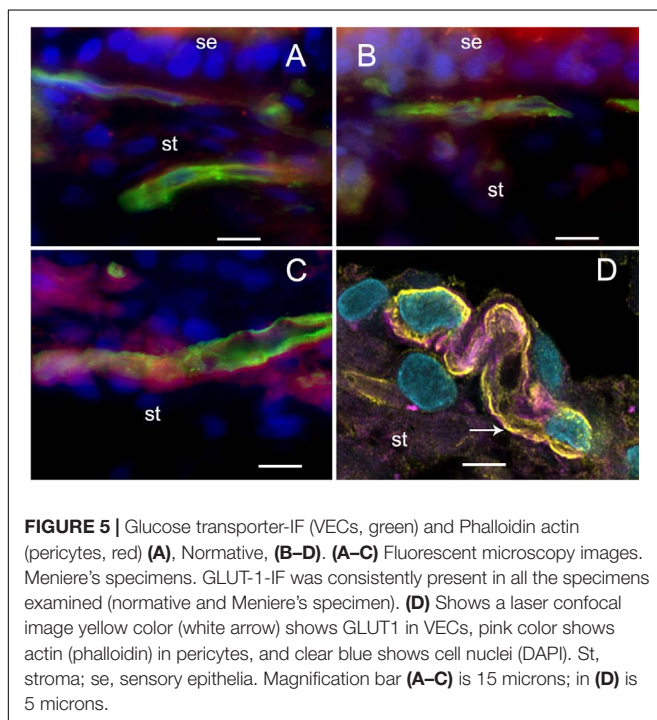 se
A
st
se
B
st
C
st
D
st
FIGURE 5 | Glucose transporter-IF (VECs, green) and Phalloidin actin
(pericytes, red) (A), Normative, (B–D). (A–C) Fluorescent microscopy images.
Meniere's specimens. GLUT-1-IF was consistently present in all the specimens
examined (normative and Meniere's specimen). (D) Shows a laser confocal
image yellow color (white arrow) shows GLUT1 in VECs, pink color shows
actin (phalloidin) in pericytes, and clear blue shows cell nuclei (DAPI). St,
stroma; se, sensory epithelia. Magnification bar (A–C) is 15 microns; in (D) is
5 microns.